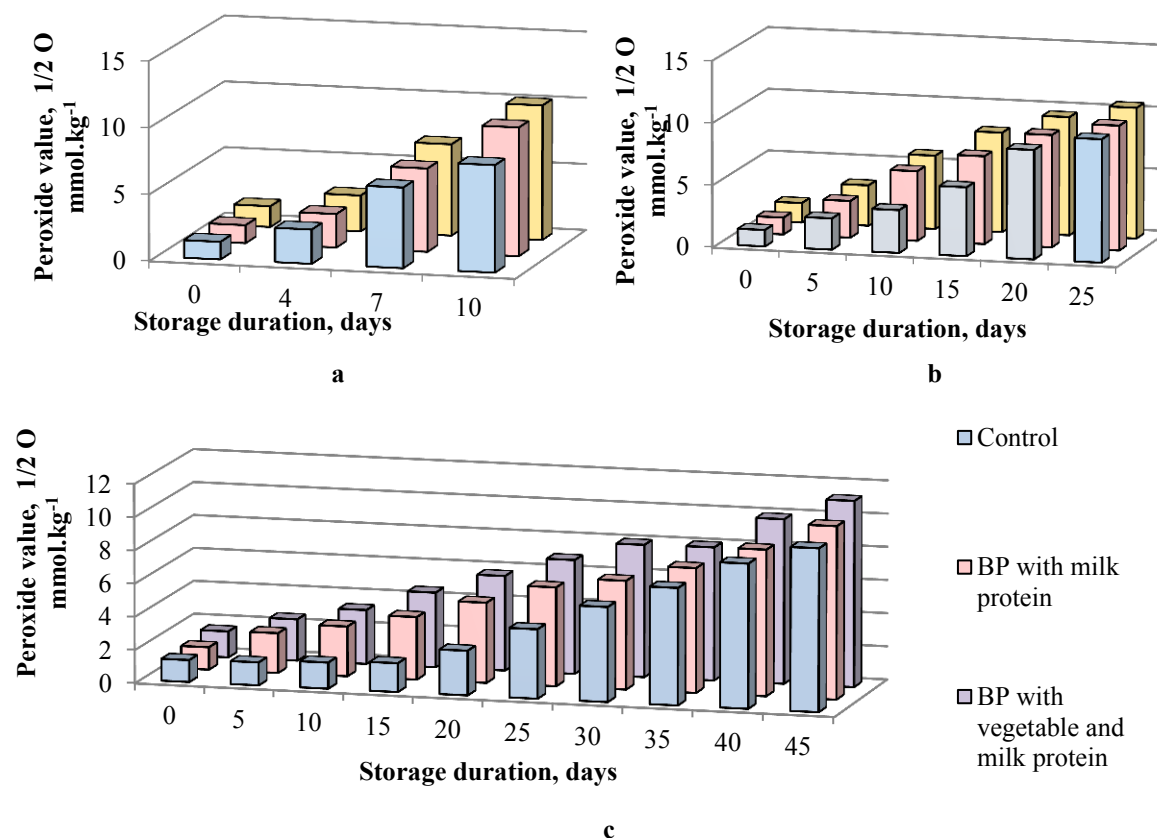 Peroxide value, 1/2 O
mmol.kg⁻¹
15
10
5
0
0 4 7 10
Storage duration, days
a
Peroxide value, 1/2 O
mmol.kg⁻¹
15
10
5
0
0 5 10 15 20 25
Storage duration, days
b
Peroxide value, 1/2 O
mmol.kg⁻¹
12
10
8
6
4
2
0
0 5 10 15 20 25 30 35 40 45
Storage duration, days
c
Control
BP with milk
protein
BP with
vegetable and
milk protein